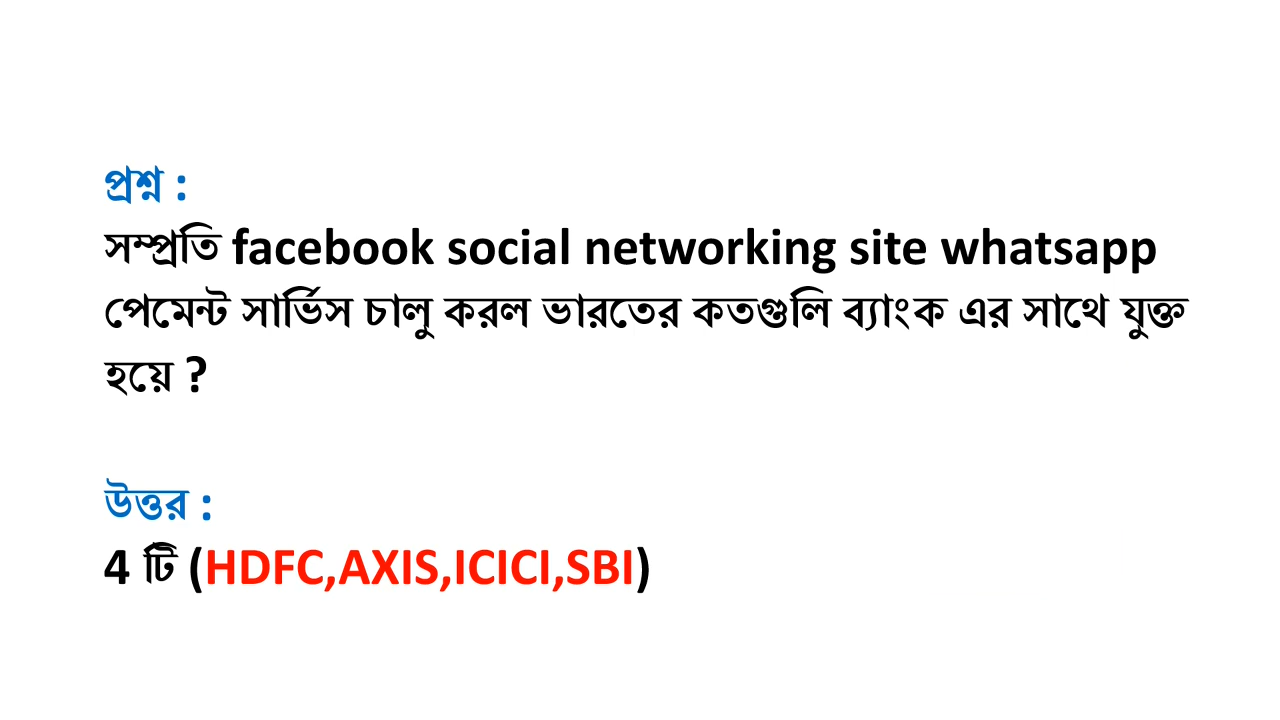 প্রশ্ন :
সম্প্রতি facebook social networking site whatsapp
পেমেন্ট সার্ভিস চালু করল ভারতের কতগুলি ব্যাংক এর সাথে যুক্ত
হয়ে ?
উত্তর :
4 টি (HDFC,AXIS,ICICI,SBI)